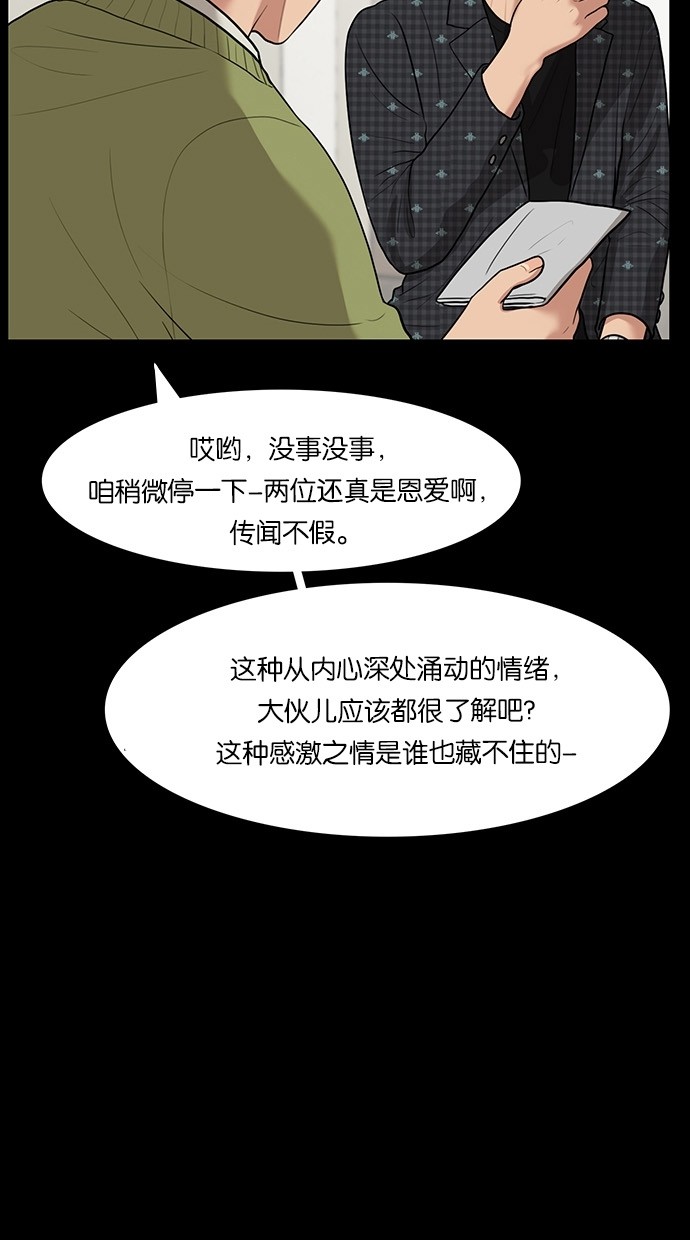 哎哟，没事没事，
咱稍微停一下-两位还真是恩爱啊，
传闻不假。
这种从内心深处涌动的情绪，
大伙儿应该都很了解吧?
这种感激之情是谁也藏不住的-